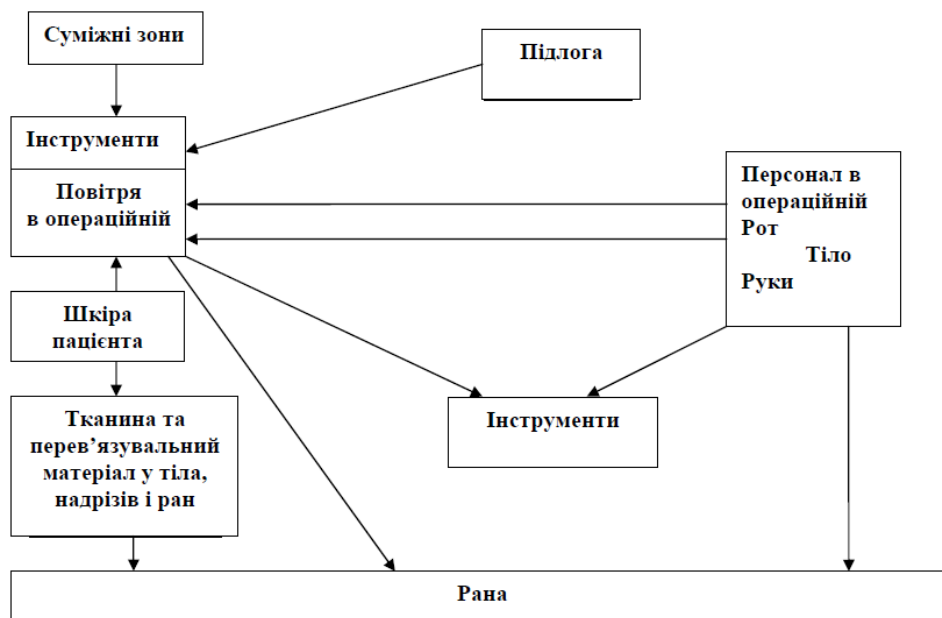 Суміжні зони
Підлога
Інструменти
Повітря
в операційній
Персонал в
операційній
Рот
Тіло
Руки
Шкіра
пацієнта
Тканина та
перев’язувальний
матеріал у тіла,
надрізів і ран
Інструменти
Рана